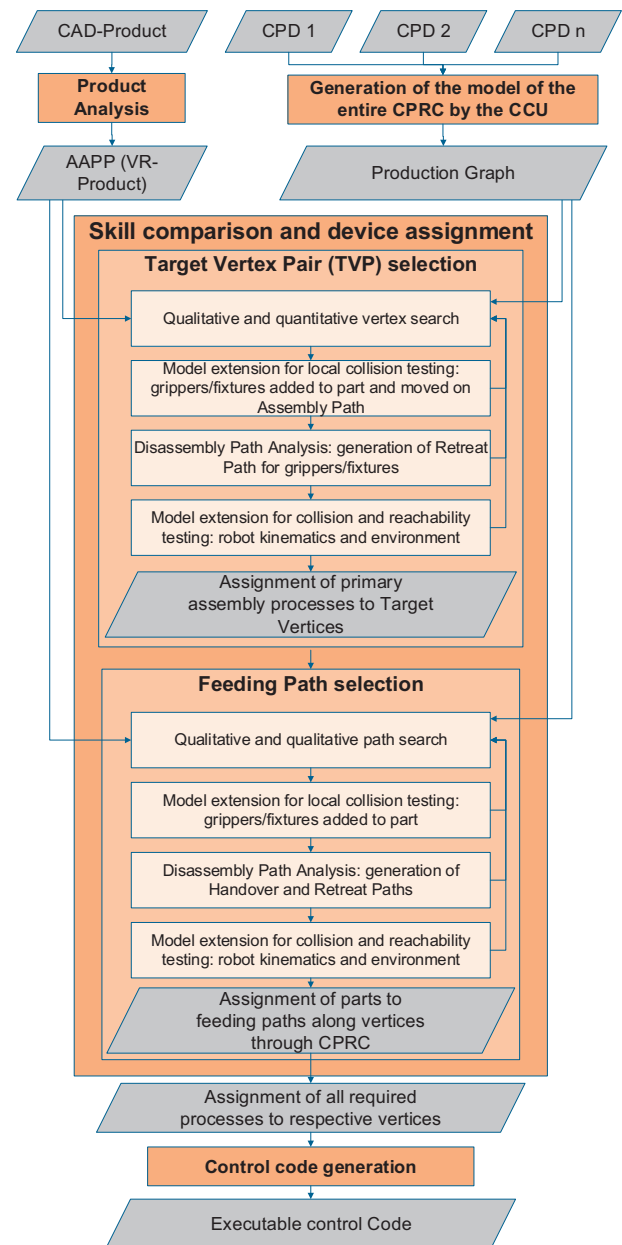 CAD-Product
CPD 1
CPD 2
CPD n
Product
Analysis
Generation of the model of the
entire CPRC by the CCU
AAPP (VR-
Product)
Production Graph
Skill comparison and device assignment
Target Vertex Pair (TVP) selection
Qualitative and quantitative vertex search
Model extension for local collision testing:
grippers/fixtures added to part and moved on
Assembly Path
Disassembly Path Analysis: generation of Retreat
Path for grippers/fixtures
Model extension for collision and reachability
testing: robot kinematics and environment
Assignment of primary
assembly processes to Target
Vertices
Feeding Path selection
Qualitative and qualitative path search
Model extension for local collision testing:
grippers/fixtures added to part
Disassembly Path Analysis: generation of
Handover and Retreat Paths
Model extension for collision and reachability
testing: robot kinematics and environment
Assignment of parts to
feeding paths along vertices
through CPRC
Assignment of all required
processes to respective vertices
Control code generation
Executable control Code